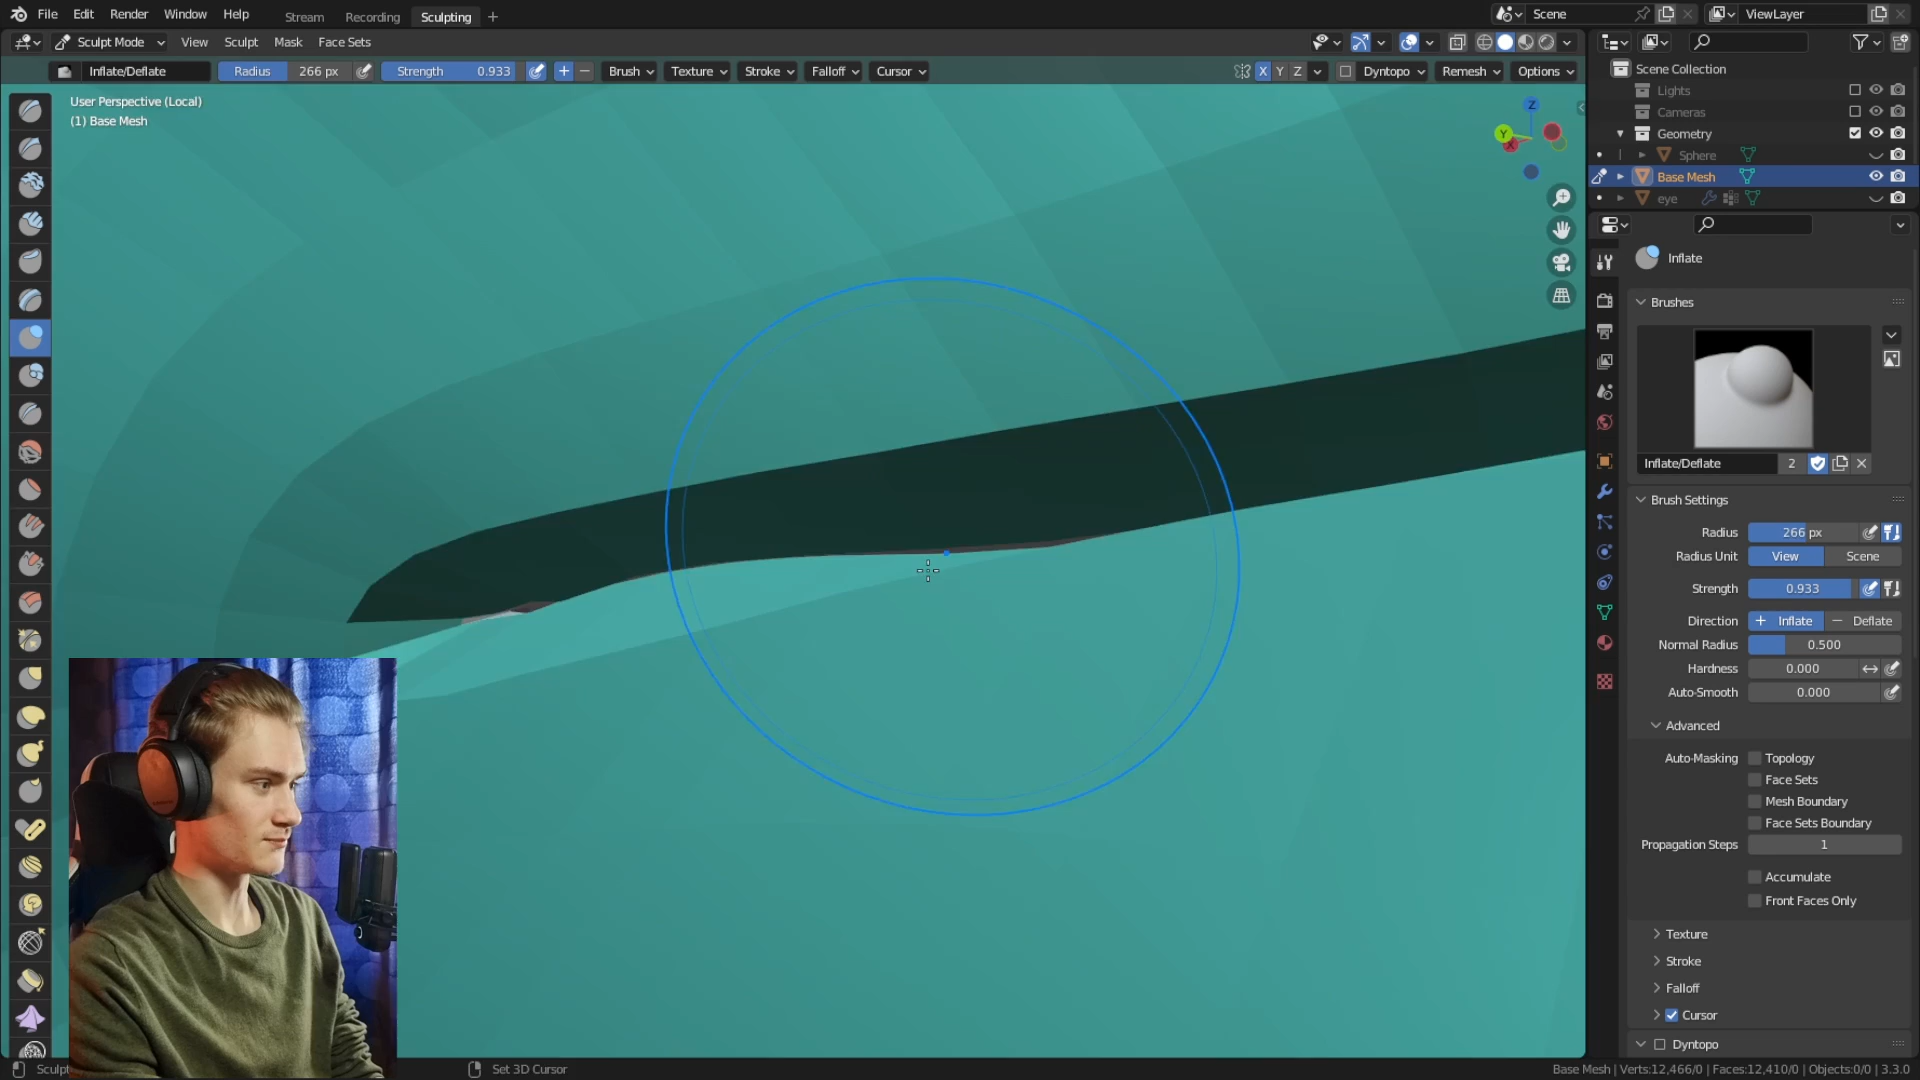 File Edit Render Window Help Stream Recording Sculpting + Scene ViewLayer
Sculpt Mode View Sculpt Mask Face Sets
Inflate/Deflate Radius 266 px Strength 0.933 Brush Texture Stroke Falloff Cursor X Y Z Dyntopo Remesh Options
User Perspective (Local)
(1) Base Mesh
Z
Y
X
Scene Collection
Lights
Cameras
Geometry
Sphere
Base Mesh
eye
Inflate
Brushes
Inflate/Deflate 2
Brush Settings
Radius 266 px
Radius Unit View Scene
Strength 0.933
Direction + Inflate − Deflate
Normal Radius 0.500
Hardness 0.000
Auto-Smooth 0.000
Advanced
Auto-Masking Topology
Face Sets
Mesh Boundary
Face Sets Boundary
Propagation Steps 1
Accumulate
Front Faces Only
Texture
Stroke
Falloff
Cursor
Dyntopo
Sculpt Set 3D Cursor Base Mesh | Verts:12,466/0 | Faces:12,410/0 | Objects:0/0 | 3.3.0